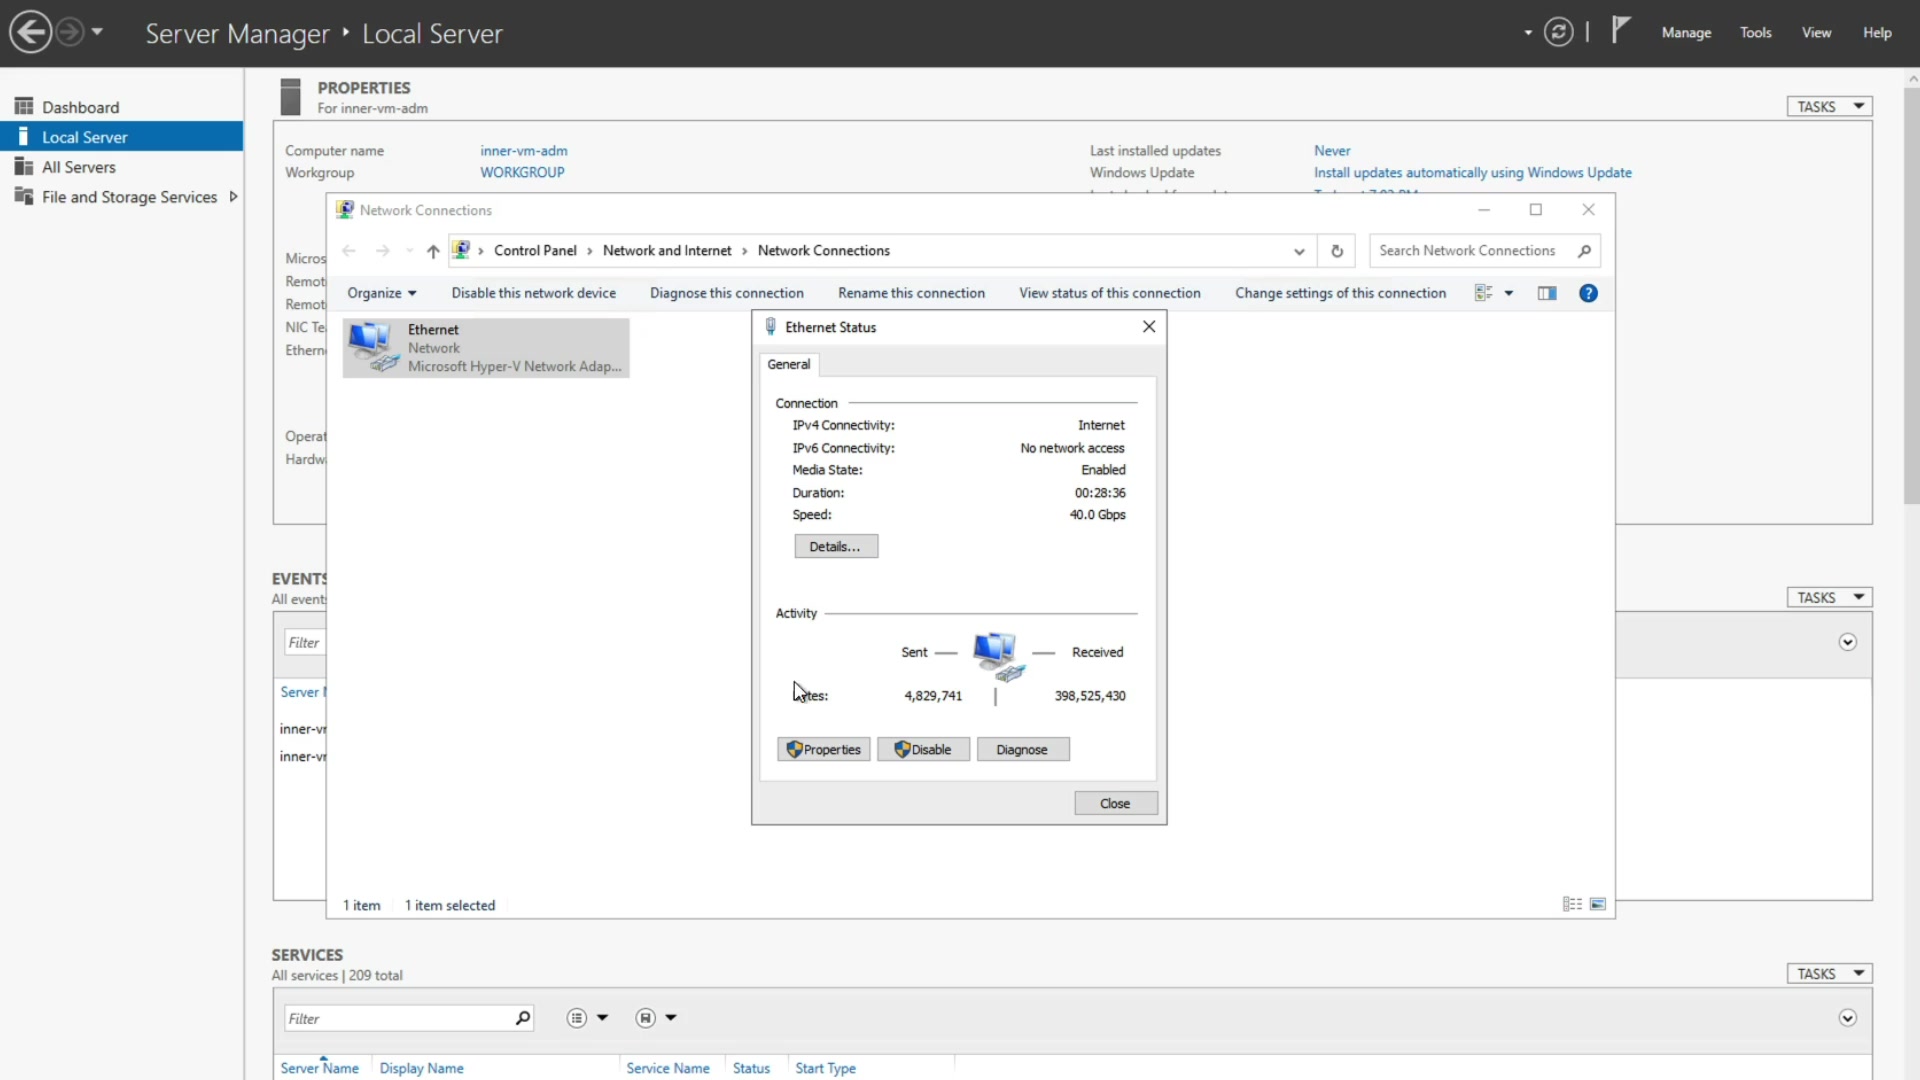 Server Manager ‣ Local Server
Manage Tools View Help
Dashboard
Local Server
All Servers
File and Storage Services
PROPERTIES
For inner-vm-adm
TASKS
Computer name inner-vm-adm
Workgroup WORKGROUP
Last installed updates Never
Windows Update Install updates automatically using Windows Update
Micros
Remot
Remot
NIC Te
Ethern
Operat
Hardw
Network Connections
Control Panel › Network and Internet › Network Connections
Search Network Connections
Organize Disable this network device Diagnose this connection Rename this connection View status of this connection Change settings of this connection
Ethernet
Network
Microsoft Hyper-V Network Adap...
Ethernet Status
General
Connection
IPv4 Connectivity: Internet
IPv6 Connectivity: No network access
Media State: Enabled
Duration: 00:28:36
Speed: 40.0 Gbps
Details...
Activity
Sent Received
tes: 4,829,741 398,525,430
Properties Disable Diagnose
Close
1 item 1 item selected
EVENTS
All events
TASKS
Filter
Server
inner-v
inner-v
SERVICES
All services | 209 total
TASKS
Filter
Server Name Display Name Service Name Status Start Type